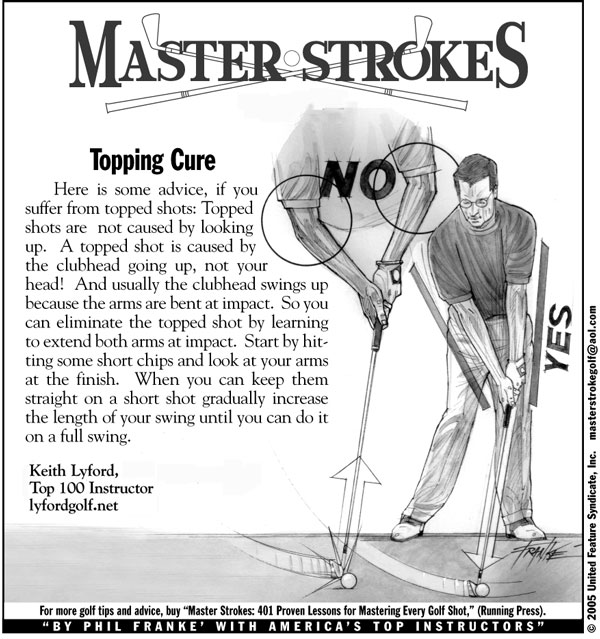 MASTER STROKES
Topping Cure
Here is some advice, if you
suffer from topped shots: Topped
shots are not caused by looking
up. A topped shot is caused by
the clubhead going up, not your
head! And usually the clubhead swings up
because the arms are bent at impact. So you
can eliminate the topped shot by learning
to extend both arms at impact. Start by hit-
ting some short chips and look at your arms
at the finish. When you can keep them
straight on a short shot gradually increase
the length of your swing until you can do it
on a full swing.
Keith Lyford,
Top 100 Instructor
lyfordgolf.net
NO
YES
FRANKE
For more golf tips and advice, buy “Master Strokes: 401 Proven Lessons for Mastering Every Golf Shot,” (Running Press).
“BY PHIL FRANKE’ WITH AMERICA’S TOP INSTRUCTORS”
© 2005 United Feature Syndicate, Inc. masterstrokegolf@aol.com